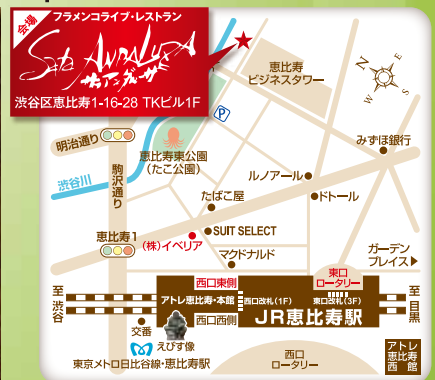 会場
フラメンコライブ・レストラン
Sala ANDALUZA
サラ・アンダルーサ
渋谷区恵比寿1-16-28 TKビル1F
恵比寿
ビジネスタワー
N
E
W
S
P
明治通り
恵比寿東公園
(たこ公園)
みずほ銀行
渋谷川
駒沢通り
ルノアール
ドトール
たばこ屋
SUIT SELECT
恵比寿1
(株)イベリア
マクドナルド
ガーデン
プレイス▶
東口
ロータリー
西口東側
至渋谷
アトレ恵比寿・本館
西口改札(1F)
東口改札(3F)
至目黒
西口西側
JR恵比寿駅
交番
えびす像
東京メトロ日比谷線・恵比寿駅
西口
ロータリー
アトレ
恵比寿
西館